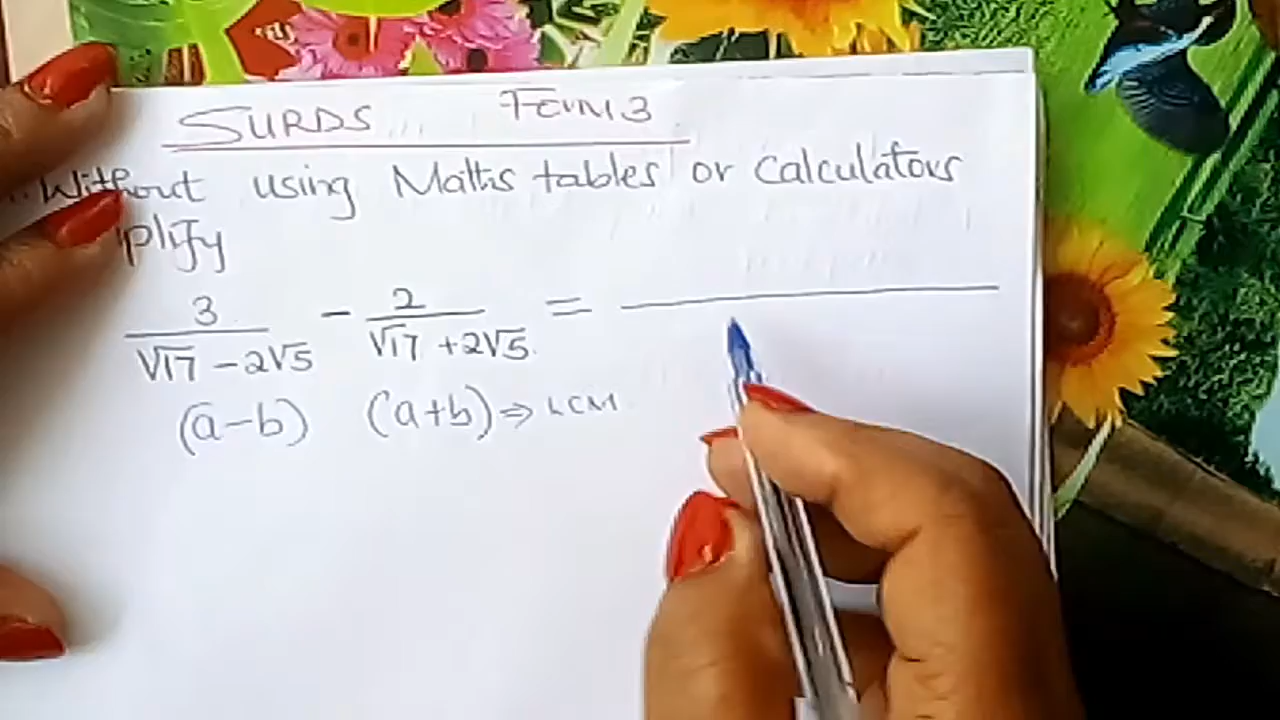 SURDS FORM 3
Without using Maths tables or Calculators
plify
3/(√17 − 2√5) − 2/(√17 + 2√5) =
(a−b) (a+b) ⇒ LCM